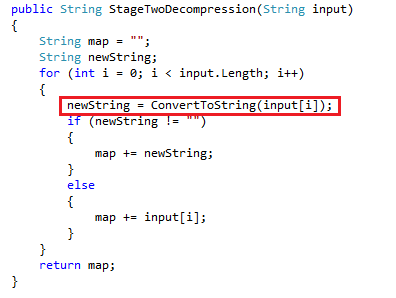 public String StageTwoDecompression(String input)
{
    String map = "";
    String newString;
    for (int i = 0; i < input.Length; i++)
    {
        newString = ConvertToString(input[i]);
        if (newString != "")
        {
            map += newString;
        }
        else
        {
            map += input[i];
        }
    }
    return map;
}